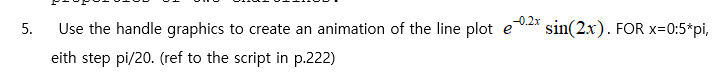 5. Use the handle graphics to create an animation of the line plot e^{-0.2x} sin(2x). FOR x=0:5*pi,
eith step pi/20. (ref to the script in p.222)